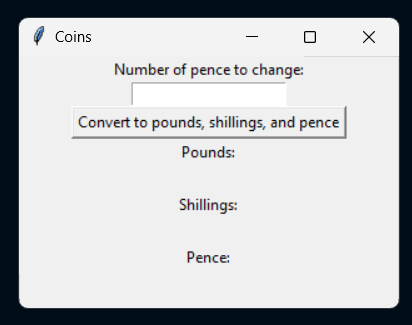 Coins
Number of pence to change:
Convert to pounds, shillings, and pence
Pounds:
Shillings:
Pence: